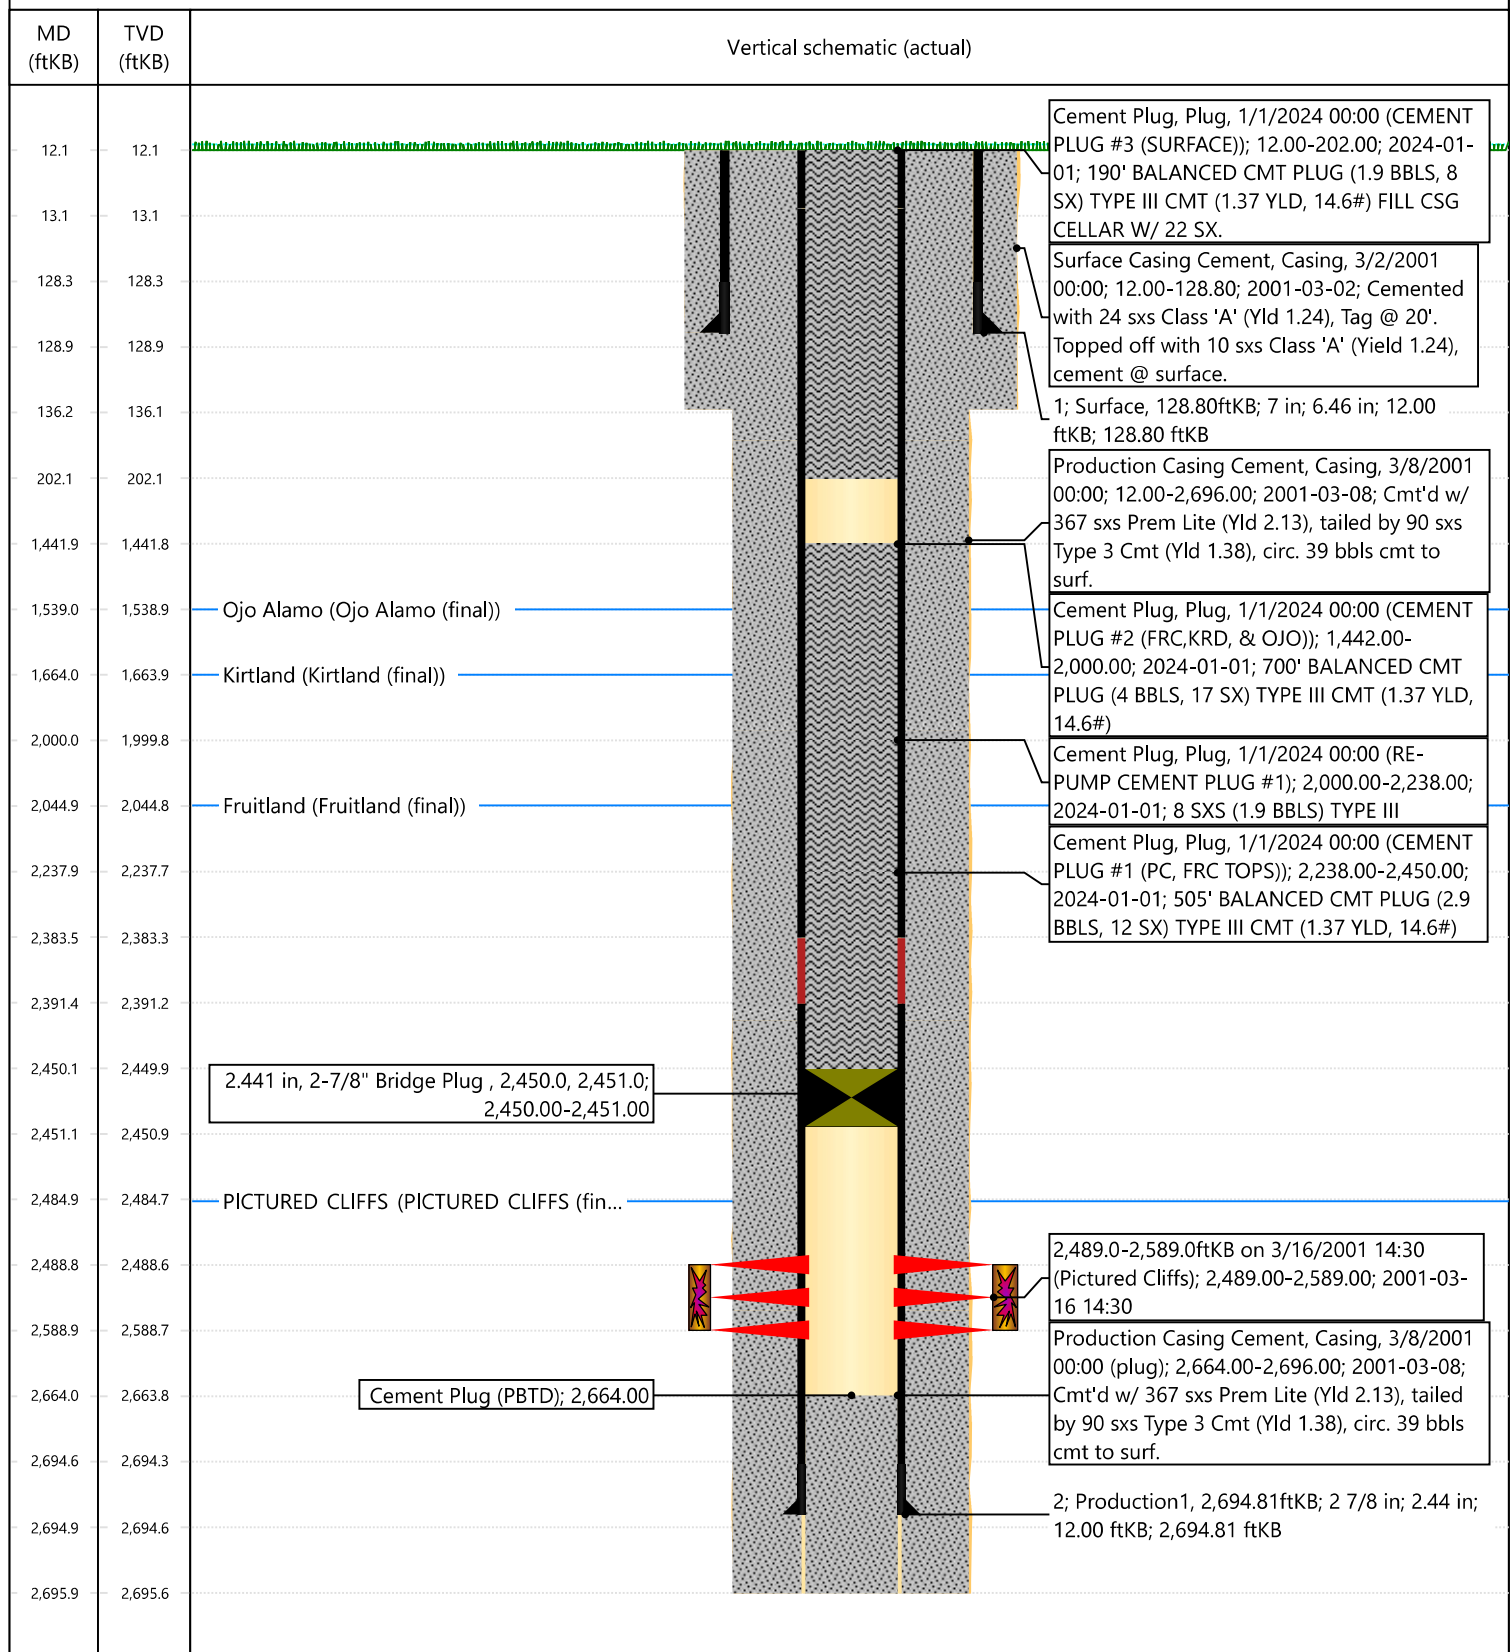 MD
(ftKB)
TVD
(ftKB)
Vertical schematic (actual)
12.1 12.1
13.1 13.1
128.3 128.3
128.9 128.9
136.2 136.1
202.1 202.1
1,441.9 1,441.8
1,539.0 1,538.9
1,664.0 1,663.9
2,000.0 1,999.8
2,044.9 2,044.8
2,237.9 2,237.7
2,383.5 2,383.3
2,391.4 2,391.2
2,450.1 2,449.9
2,451.1 2,450.9
2,484.9 2,484.7
2,488.8 2,488.6
2,588.9 2,588.7
2,664.0 2,663.8
2,694.6 2,694.3
2,694.9 2,694.6
2,695.9 2,695.6
Ojo Alamo (Ojo Alamo (final))
Kirtland (Kirtland (final))
Fruitland (Fruitland (final))
2.441 in, 2-7/8" Bridge Plug , 2,450.0, 2,451.0;
2,450.00-2,451.00
PICTURED CLIFFS (PICTURED CLIFFS (fin...
Cement Plug (PBTD); 2,664.00
Cement Plug, Plug, 1/1/2024 00:00 (CEMENT
PLUG #3 (SURFACE)); 12.00-202.00; 2024-01-
01; 190' BALANCED CMT PLUG (1.9 BBLS, 8
SX) TYPE III CMT (1.37 YLD, 14.6#) FILL CSG
CELLAR W/ 22 SX.
Surface Casing Cement, Casing, 3/2/2001
00:00; 12.00-128.80; 2001-03-02; Cemented
with 24 sxs Class 'A' (Yld 1.24), Tag @ 20'.
Topped off with 10 sxs Class 'A' (Yield 1.24),
cement @ surface.
1; Surface, 128.80ftKB; 7 in; 6.46 in; 12.00
ftKB; 128.80 ftKB
Production Casing Cement, Casing, 3/8/2001
00:00; 12.00-2,696.00; 2001-03-08; Cmt'd w/
367 sxs Prem Lite (Yld 2.13), tailed by 90 sxs
Type 3 Cmt (Yld 1.38), circ. 39 bbls cmt to
surf.
Cement Plug, Plug, 1/1/2024 00:00 (CEMENT
PLUG #2 (FRC,KRD, & OJO)); 1,442.00-
2,000.00; 2024-01-01; 700' BALANCED CMT
PLUG (4 BBLS, 17 SX) TYPE III CMT (1.37 YLD,
14.6#)
Cement Plug, Plug, 1/1/2024 00:00 (RE-
PUMP CEMENT PLUG #1); 2,000.00-2,238.00;
2024-01-01; 8 SXS (1.9 BBLS) TYPE III
Cement Plug, Plug, 1/1/2024 00:00 (CEMENT
PLUG #1 (PC, FRC TOPS)); 2,238.00-2,450.00;
2024-01-01; 505' BALANCED CMT PLUG (2.9
BBLS, 12 SX) TYPE III CMT (1.37 YLD, 14.6#)
2,489.0-2,589.0ftKB on 3/16/2001 14:30
(Pictured Cliffs); 2,489.00-2,589.00; 2001-03-
16 14:30
Production Casing Cement, Casing, 3/8/2001
00:00 (plug); 2,664.00-2,696.00; 2001-03-08;
Cmt'd w/ 367 sxs Prem Lite (Yld 2.13), tailed
by 90 sxs Type 3 Cmt (Yld 1.38), circ. 39 bbls
cmt to surf.
2; Production1, 2,694.81ftKB; 2 7/8 in; 2.44 in;
12.00 ftKB; 2,694.81 ftKB